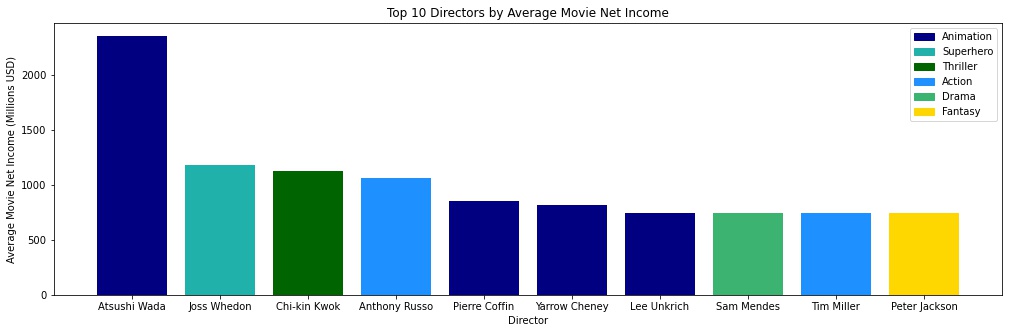 Top 10 Directors by Average Movie Net Income
Average Movie Net Income (Millions USD)
2000
1500
1000
500
0
Animation
Superhero
Thriller
Action
Drama
Fantasy
Atsushi Wada Joss Whedon Chi-kin Kwok Anthony Russo Pierre Coffin Yarrow Cheney Lee Unkrich Sam Mendes Tim Miller Peter Jackson
Director